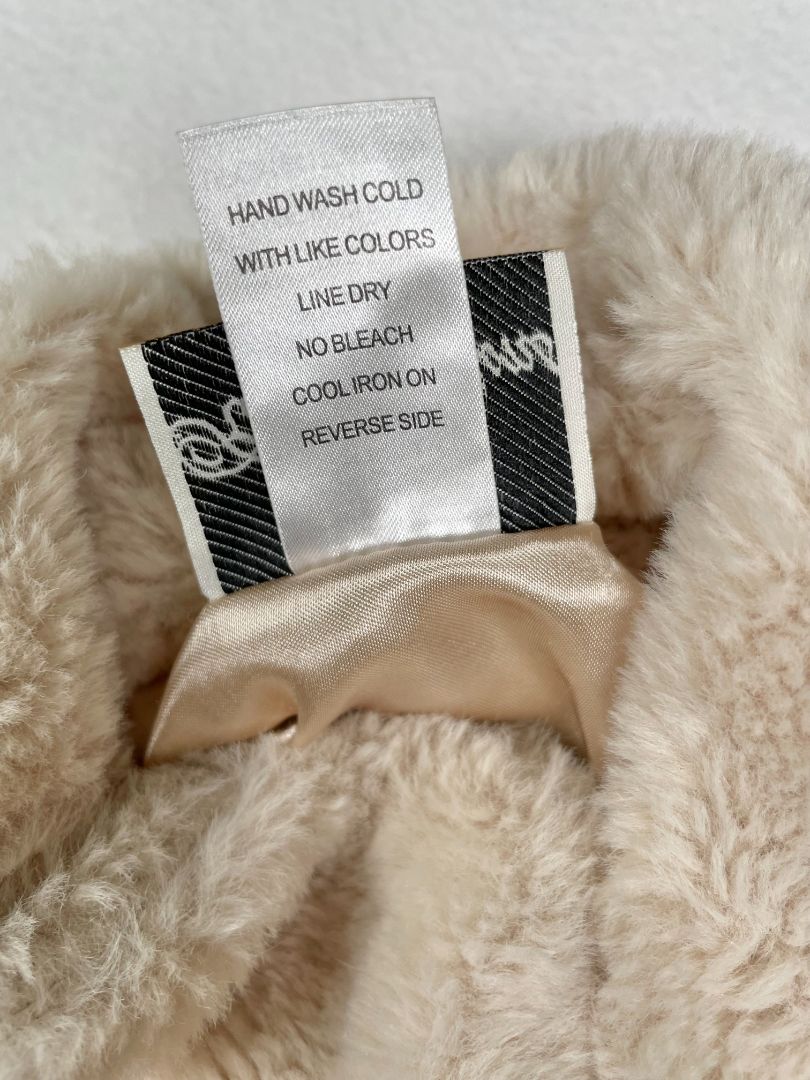 HAND WASH COLD
WITH LIKE COLORS
LINE DRY
NO BLEACH
COOL IRON ON
REVERSE SIDE